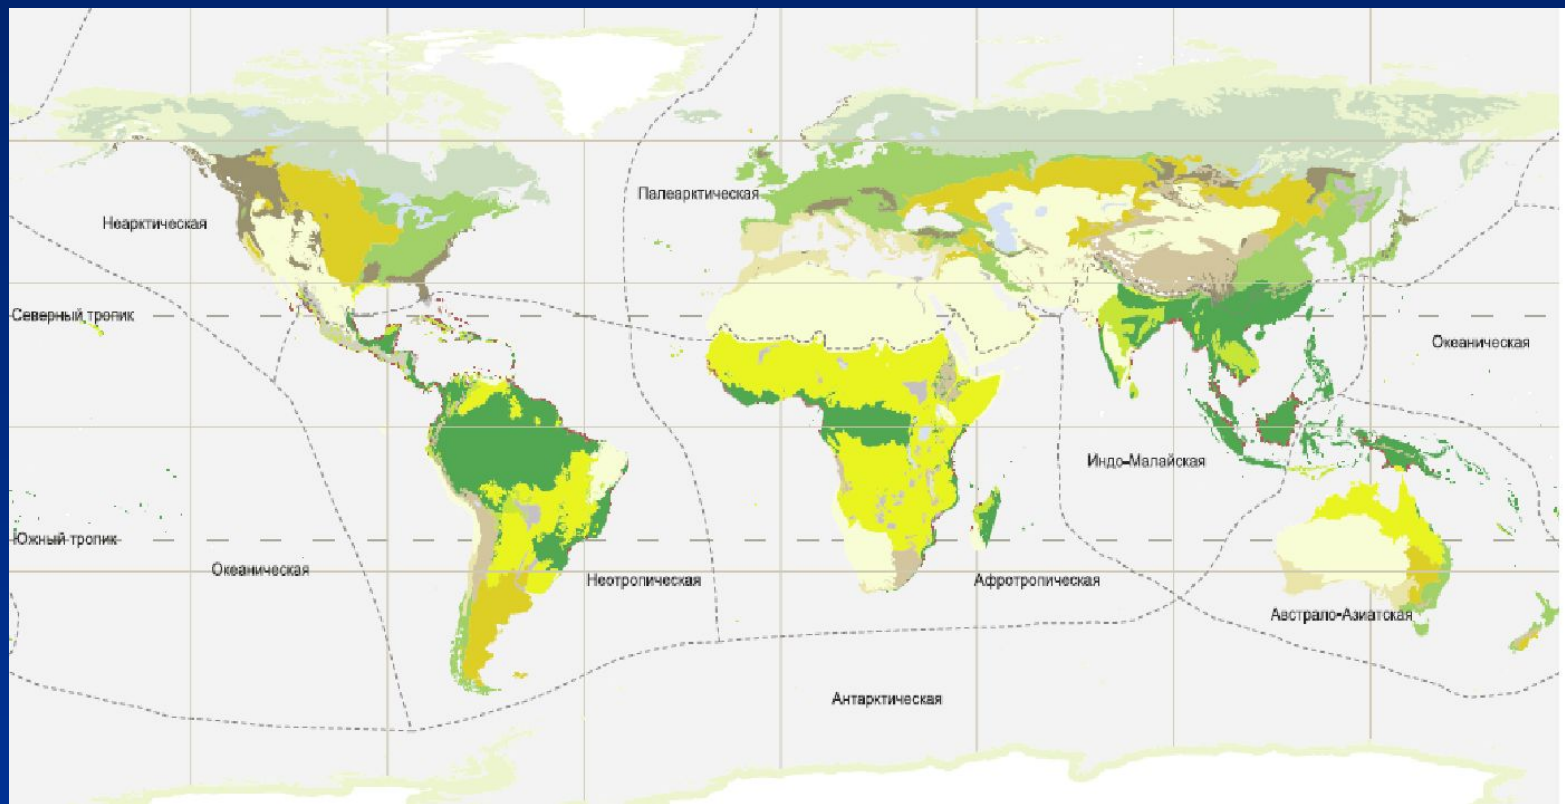 Палеарктическая
Неарктическая
Северный тропик
Океаническая
Индо-Малайская
Южный тропик
Океаническая
Неотропическая
Афротропическая
Австрало-Азиатская
Антарктическая